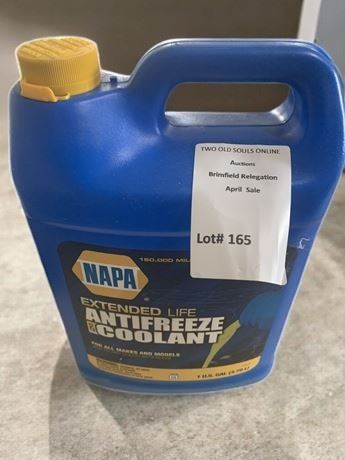 TWO OLD SOULS ONLINE
Auctions
Brimfield Relegation
April Sale
Lot# 165
150,000 MIL
NAPA
EXTENDED LIFE
ANTIFREEZE
COOLANT
FOR ALL MAKES AND MODELS
1 U.S. GAL (3.78 L)